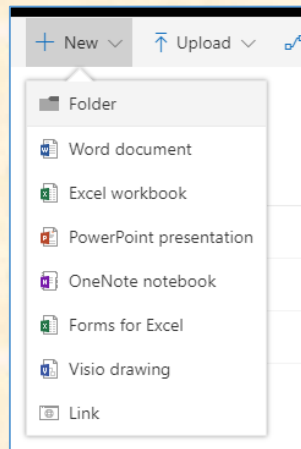 New Upload
Folder
Word document
Excel workbook
PowerPoint presentation
OneNote notebook
Forms for Excel
Visio drawing
Link